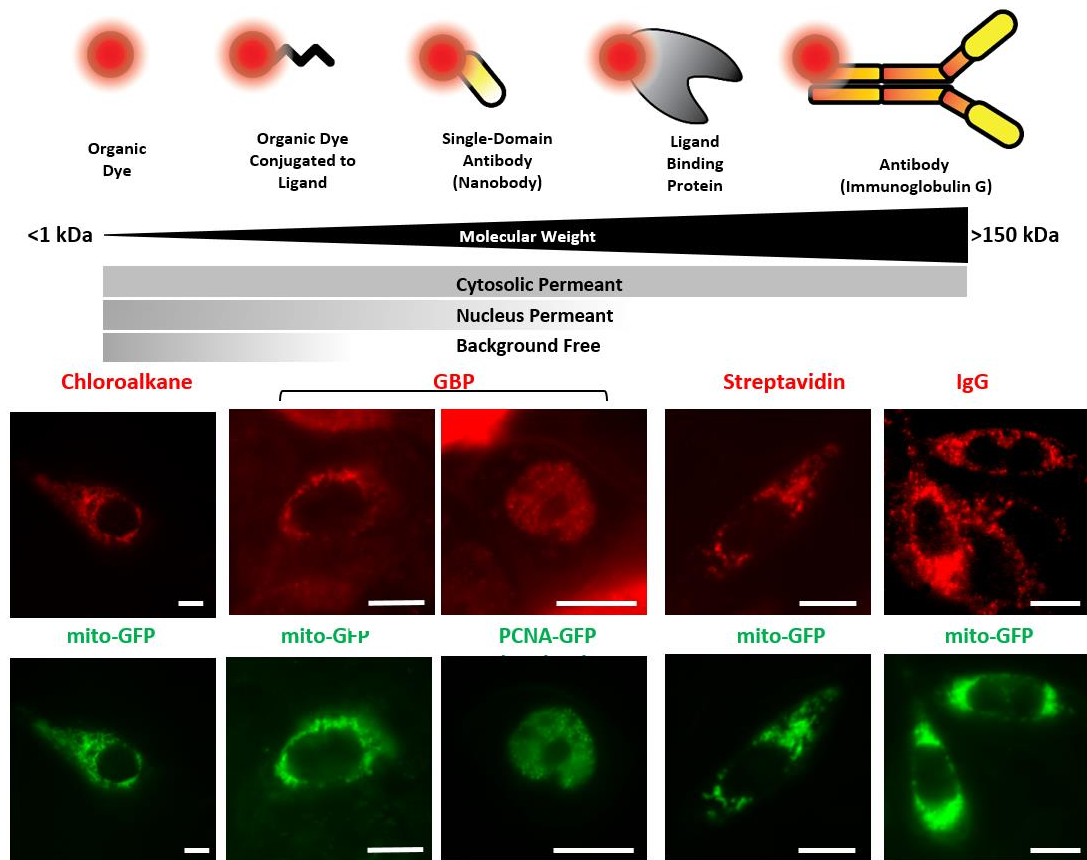 Organic
Dye
Organic Dye
Conjugated to
Ligand
Single-Domain
Antibody
(Nanobody)
Ligand
Binding
Protein
Antibody
(Immunoglobulin G)
<1 kDa
Molecular Weight
>150 kDa
Cytosolic Permeant
Nucleus Permeant
Background Free
Chloroalkane
GBP
Streptavidin
IgG
mito-GFP
mito-GFP
PCNA-GFP
mito-GFP
mito-GFP